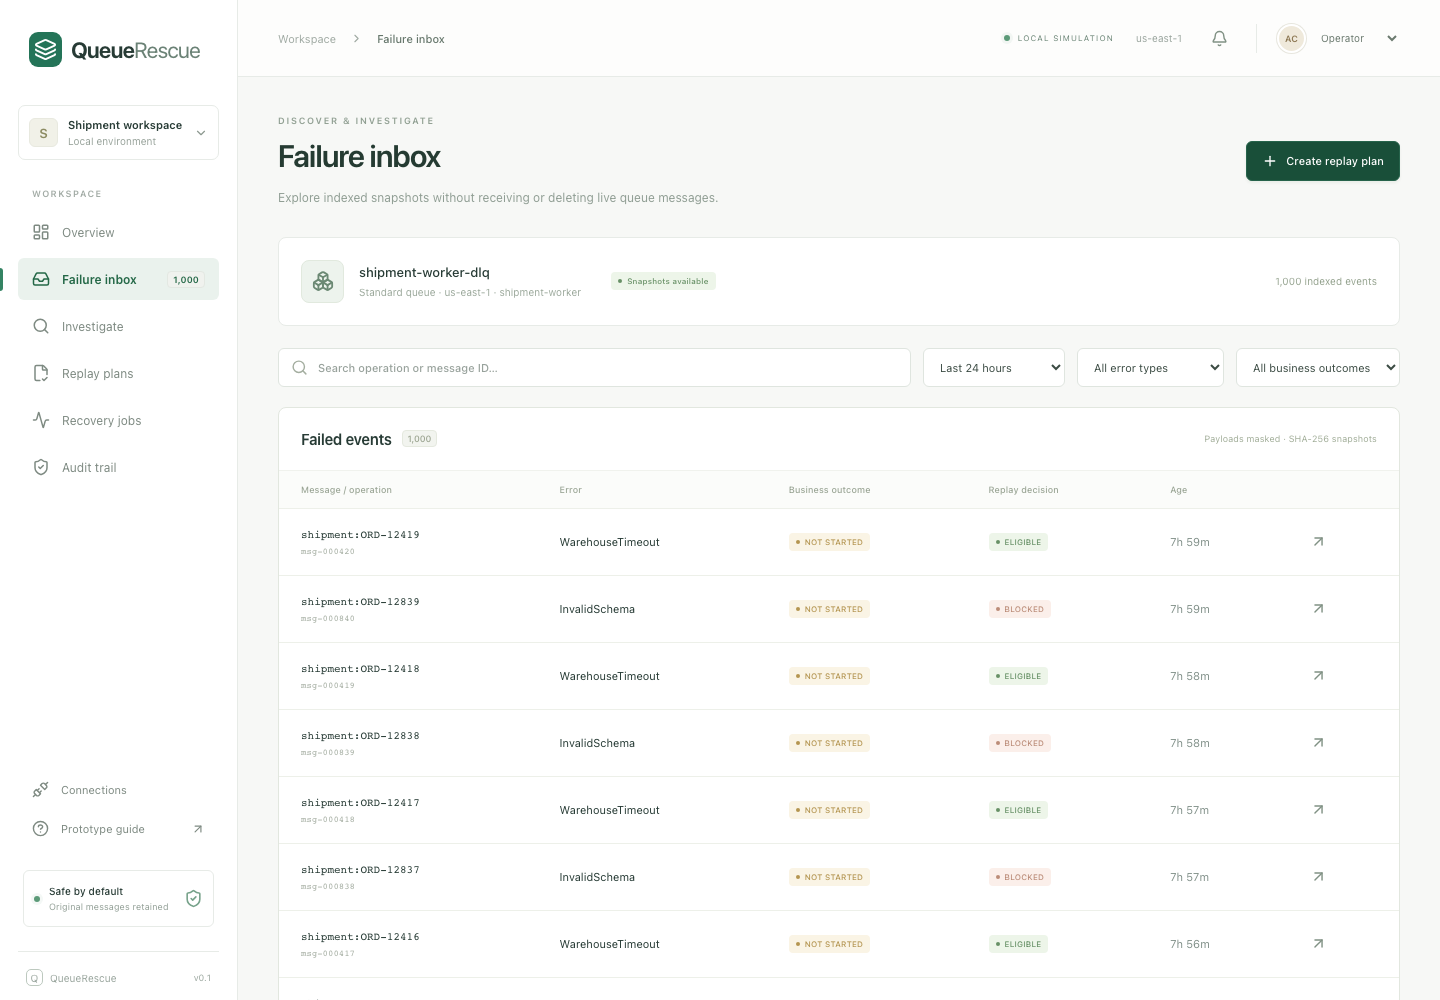 QueueRescue
S
Shipment workspace
Local environment
WORKSPACE
Overview
Failure inbox 1,000
Investigate
Replay plans
Recovery jobs
Audit trail
Connections
Prototype guide
Safe by default
Original messages retained
Q QueueRescue v0.1
Workspace Failure inbox
LOCAL SIMULATION us-east-1 AC Operator
DISCOVER & INVESTIGATE
Failure inbox
Explore indexed snapshots without receiving or deleting live queue messages.
Create replay plan
shipment-worker-dlq
Standard queue · us-east-1 · shipment-worker
Snapshots available
1,000 indexed events
Search operation or message ID...
Last 24 hours
All error types
All business outcomes
Failed events 1,000
Payloads masked · SHA-256 snapshots
Message / operation Error Business outcome Replay decision Age
shipment:ORD-12419 WarehouseTimeout NOT STARTED ELIGIBLE 7h 59m
msg-000420
shipment:ORD-12839 InvalidSchema NOT STARTED BLOCKED 7h 59m
msg-000840
shipment:ORD-12418 WarehouseTimeout NOT STARTED ELIGIBLE 7h 58m
msg-000419
shipment:ORD-12838 InvalidSchema NOT STARTED BLOCKED 7h 58m
msg-000839
shipment:ORD-12417 WarehouseTimeout NOT STARTED ELIGIBLE 7h 57m
msg-000418
shipment:ORD-12837 InvalidSchema NOT STARTED BLOCKED 7h 57m
msg-000838
shipment:ORD-12416 WarehouseTimeout NOT STARTED ELIGIBLE 7h 56m
msg-000417